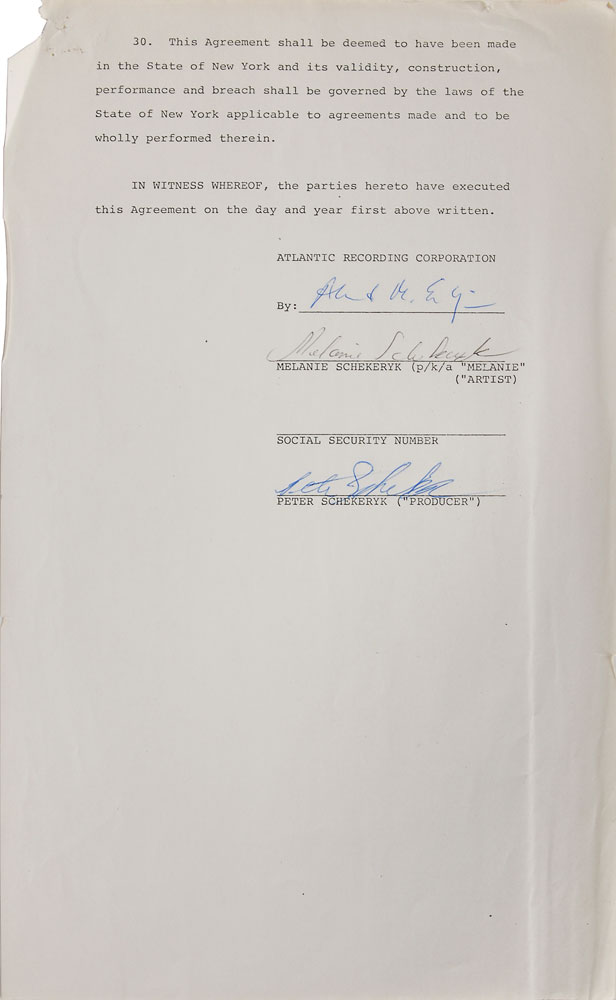 30. This Agreement shall be deemed to have been made
in the State of New York and its validity, construction,
performance and breach shall be governed by the laws of the
State of New York applicable to agreements made and to be
wholly performed therein.
IN WITNESS WHEREOF, the parties hereto have executed
this Agreement on the day and year first above written.
ATLANTIC RECORDING CORPORATION
By:
Melanie Schekeryk
MELANIE SCHEKERYK (p/k/a "MELANIE"
("ARTIST)
SOCIAL SECURITY NUMBER
Peter Schekeryk
PETER SCHEKERYK ("PRODUCER")